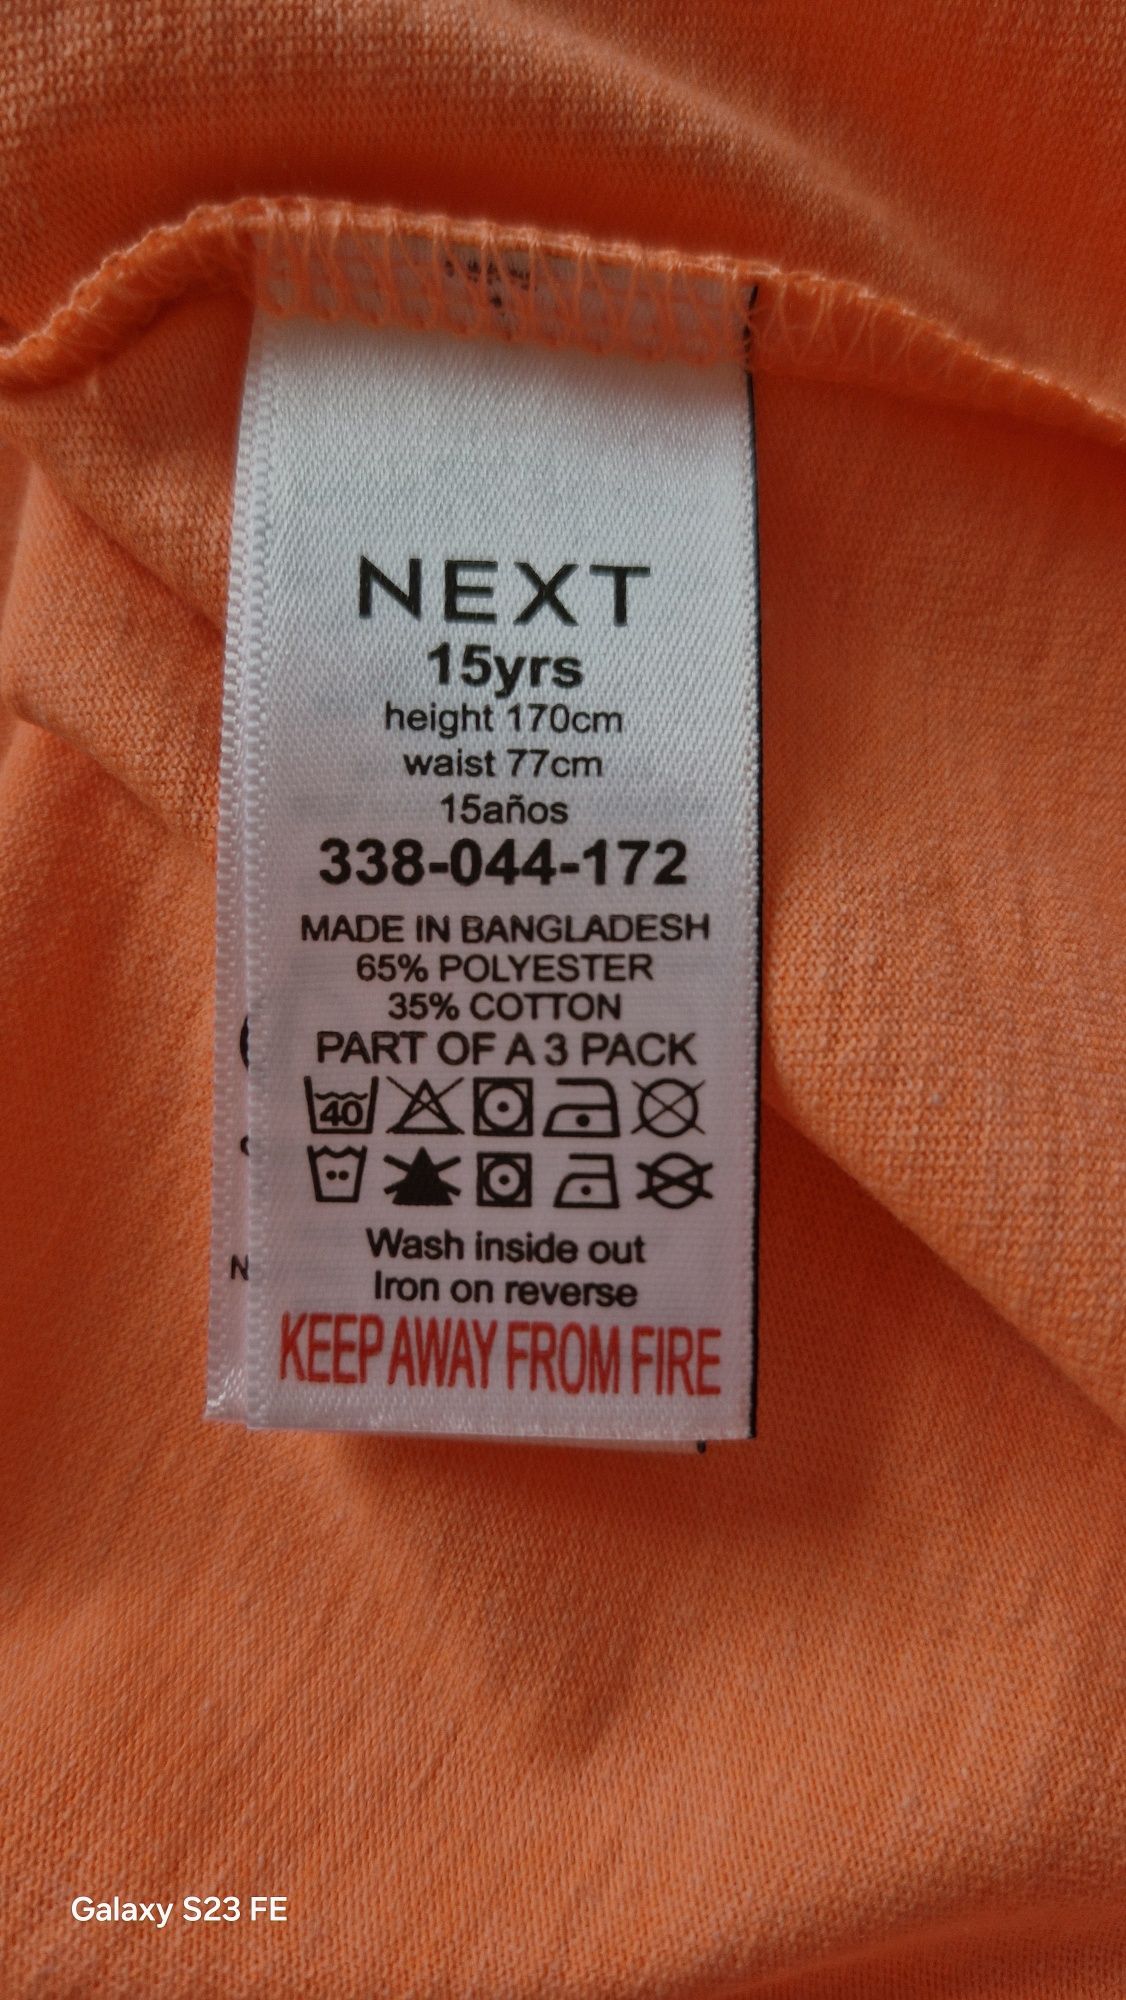 NEXT
15yrs
height 170cm
waist 77cm
15años
338-044-172
MADE IN BANGLADESH
65% POLYESTER
35% COTTON
PART OF A 3 PACK
40
Wash inside out
Iron on reverse
KEEP AWAY FROM FIRE
N
Galaxy S23 FE